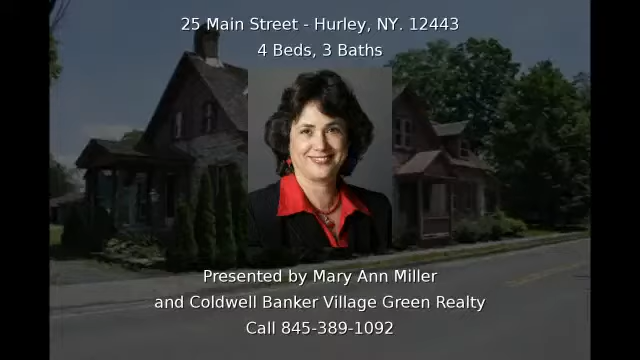 25 Main Street - Hurley, NY. 12443
4 Beds, 3 Baths
Presented by Mary Ann Miller
and Coldwell Banker Village Green Realty
Call 845-389-1092